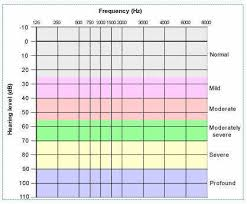 Frequency (Hz)
125 250 500 750 1000 1500 2000 3000 4000 6000 8000
-10
0
10
20
30
40
50
60
70
80
90
100
110
Hearing level (dB)
Normal
Mild
Moderate
Moderately
severe
Severe
Profound